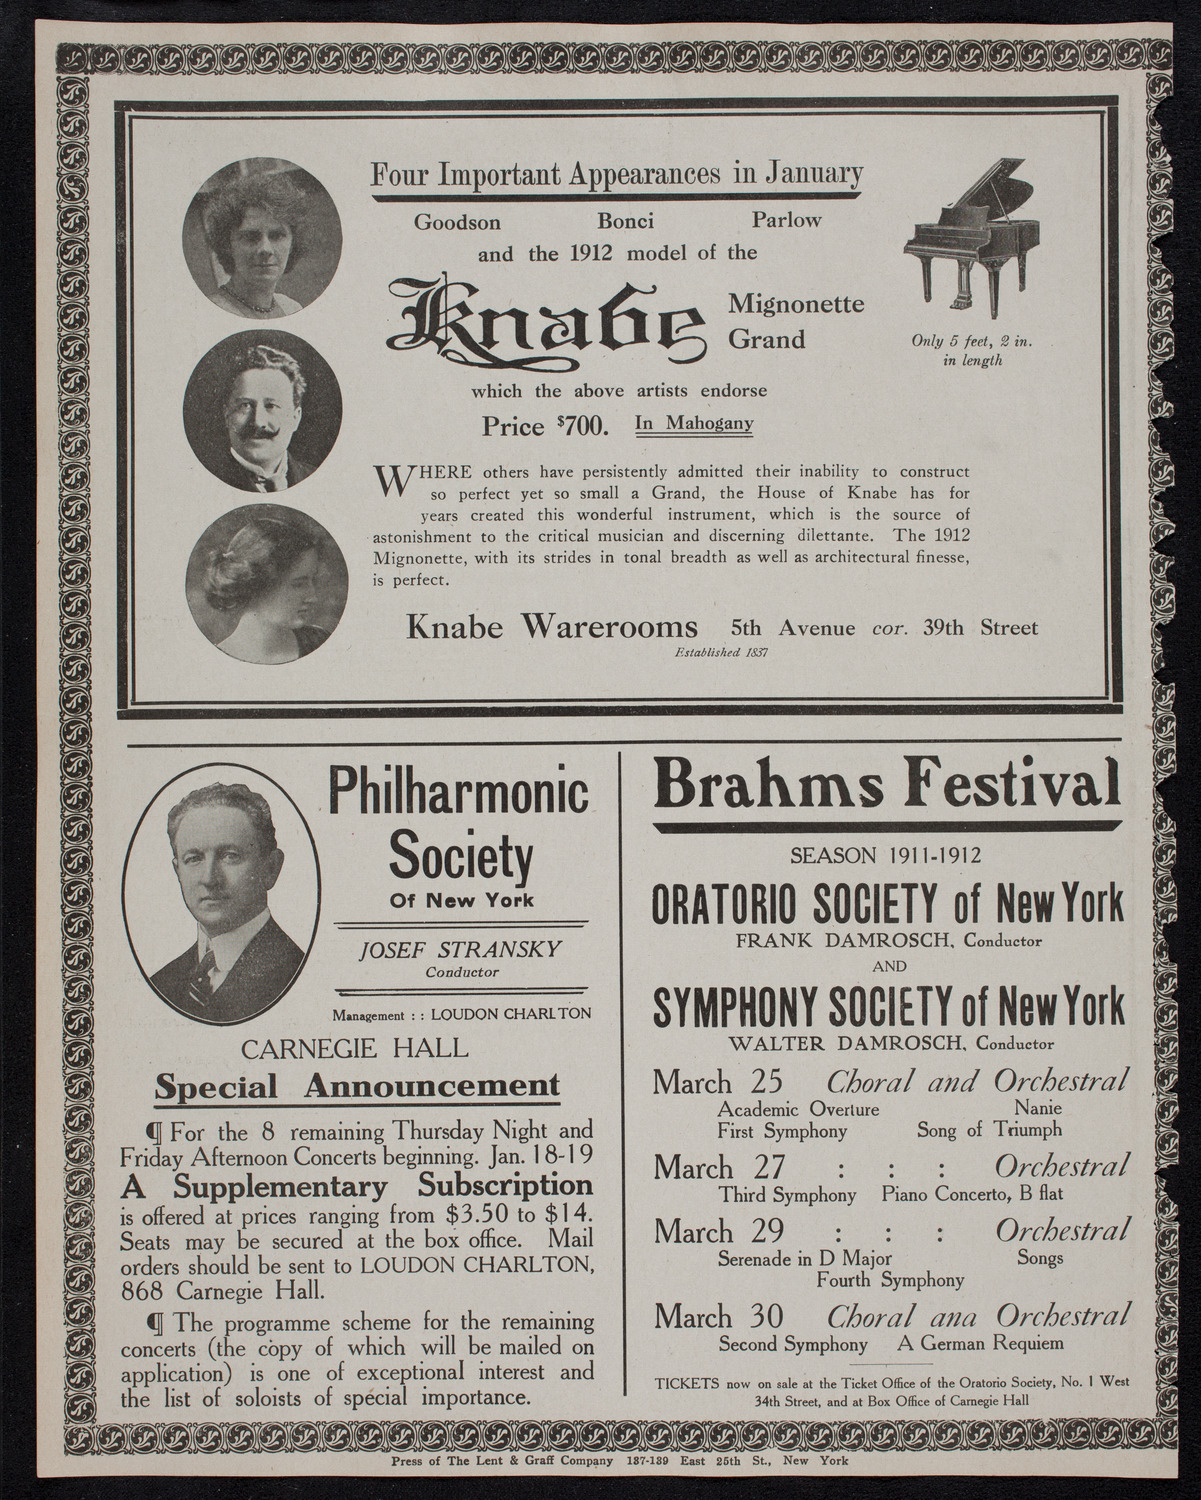 Four Important Appearances in January
Goodson Bonci Parlow
and the 1912 model of the
Knabe Mignonette Grand
Only 5 feet, 2 in.
in length
which the above artists endorse
Price $700. In Mahogany
WHERE others have persistently admitted their inability to construct
so perfect yet so small a Grand, the House of Knabe has for
years created this wonderful instrument, which is the source of
astonishment to the critical musician and discerning dilettante. The 1912
Mignonette, with its strides in tonal breadth as well as architectural finesse,
is perfect.
Knabe Warerooms 5th Avenue cor. 39th Street
Established 1837
Philharmonic
Society
Of New York
JOSEF STRANSKY
Conductor
Management : : LOUDON CHARLTON
CARNEGIE HALL
Special Announcement
¶ For the 8 remaining Thursday Night and
Friday Afternoon Concerts beginning. Jan. 18-19
A Supplementary Subscription
is offered at prices ranging from $3.50 to $14.
Seats may be secured at the box office. Mail
orders should be sent to LOUDON CHARLTON,
868 Carnegie Hall.
¶ The programme scheme for the remaining
concerts (the copy of which will be mailed on
application) is one of exceptional interest and
the list of soloists of special importance.
Brahms Festival
SEASON 1911-1912
ORATORIO SOCIETY of New York
FRANK DAMROSCH, Conductor
AND
SYMPHONY SOCIETY of New York
WALTER DAMROSCH, Conductor
March 25 Choral and Orchestral
Academic Overture Nanie
First Symphony Song of Triumph
March 27 : : : Orchestral
Third Symphony Piano Concerto, B flat
March 29 : : : Orchestral
Serenade in D Major Songs
Fourth Symphony
March 30 Choral ana Orchestral
Second Symphony A German Requiem
TICKETS now on sale at the Ticket Office of the Oratorio Society, No. 1 West
34th Street, and at Box Office of Carnegie Hall
Press of The Lent & Graff Company 137-139 East 25th St., New York